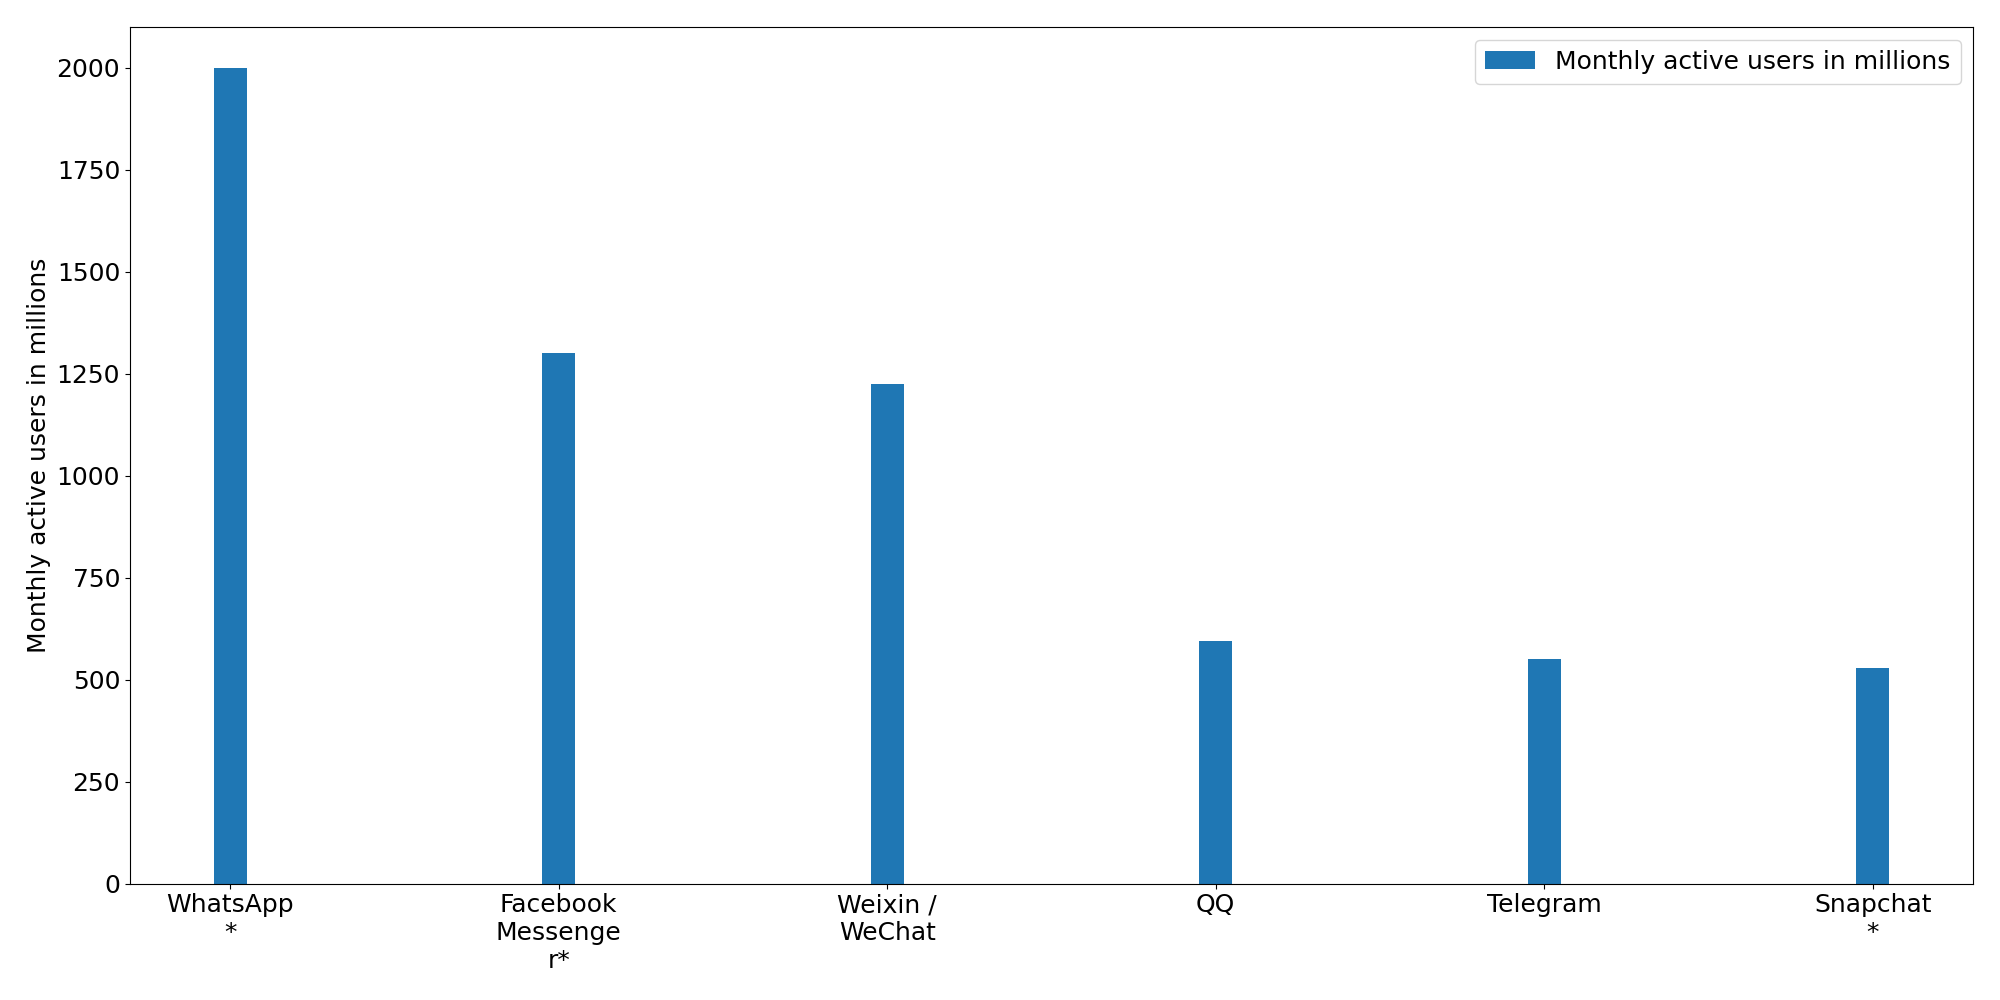 Monthly active users in millions
Monthly active users in millions
2000
1750
1500
1250
1000
750
500
250
0
WhatsApp
*
Facebook
Messenge
r*
Weixin /
WeChat
QQ
Telegram
Snapchat
*